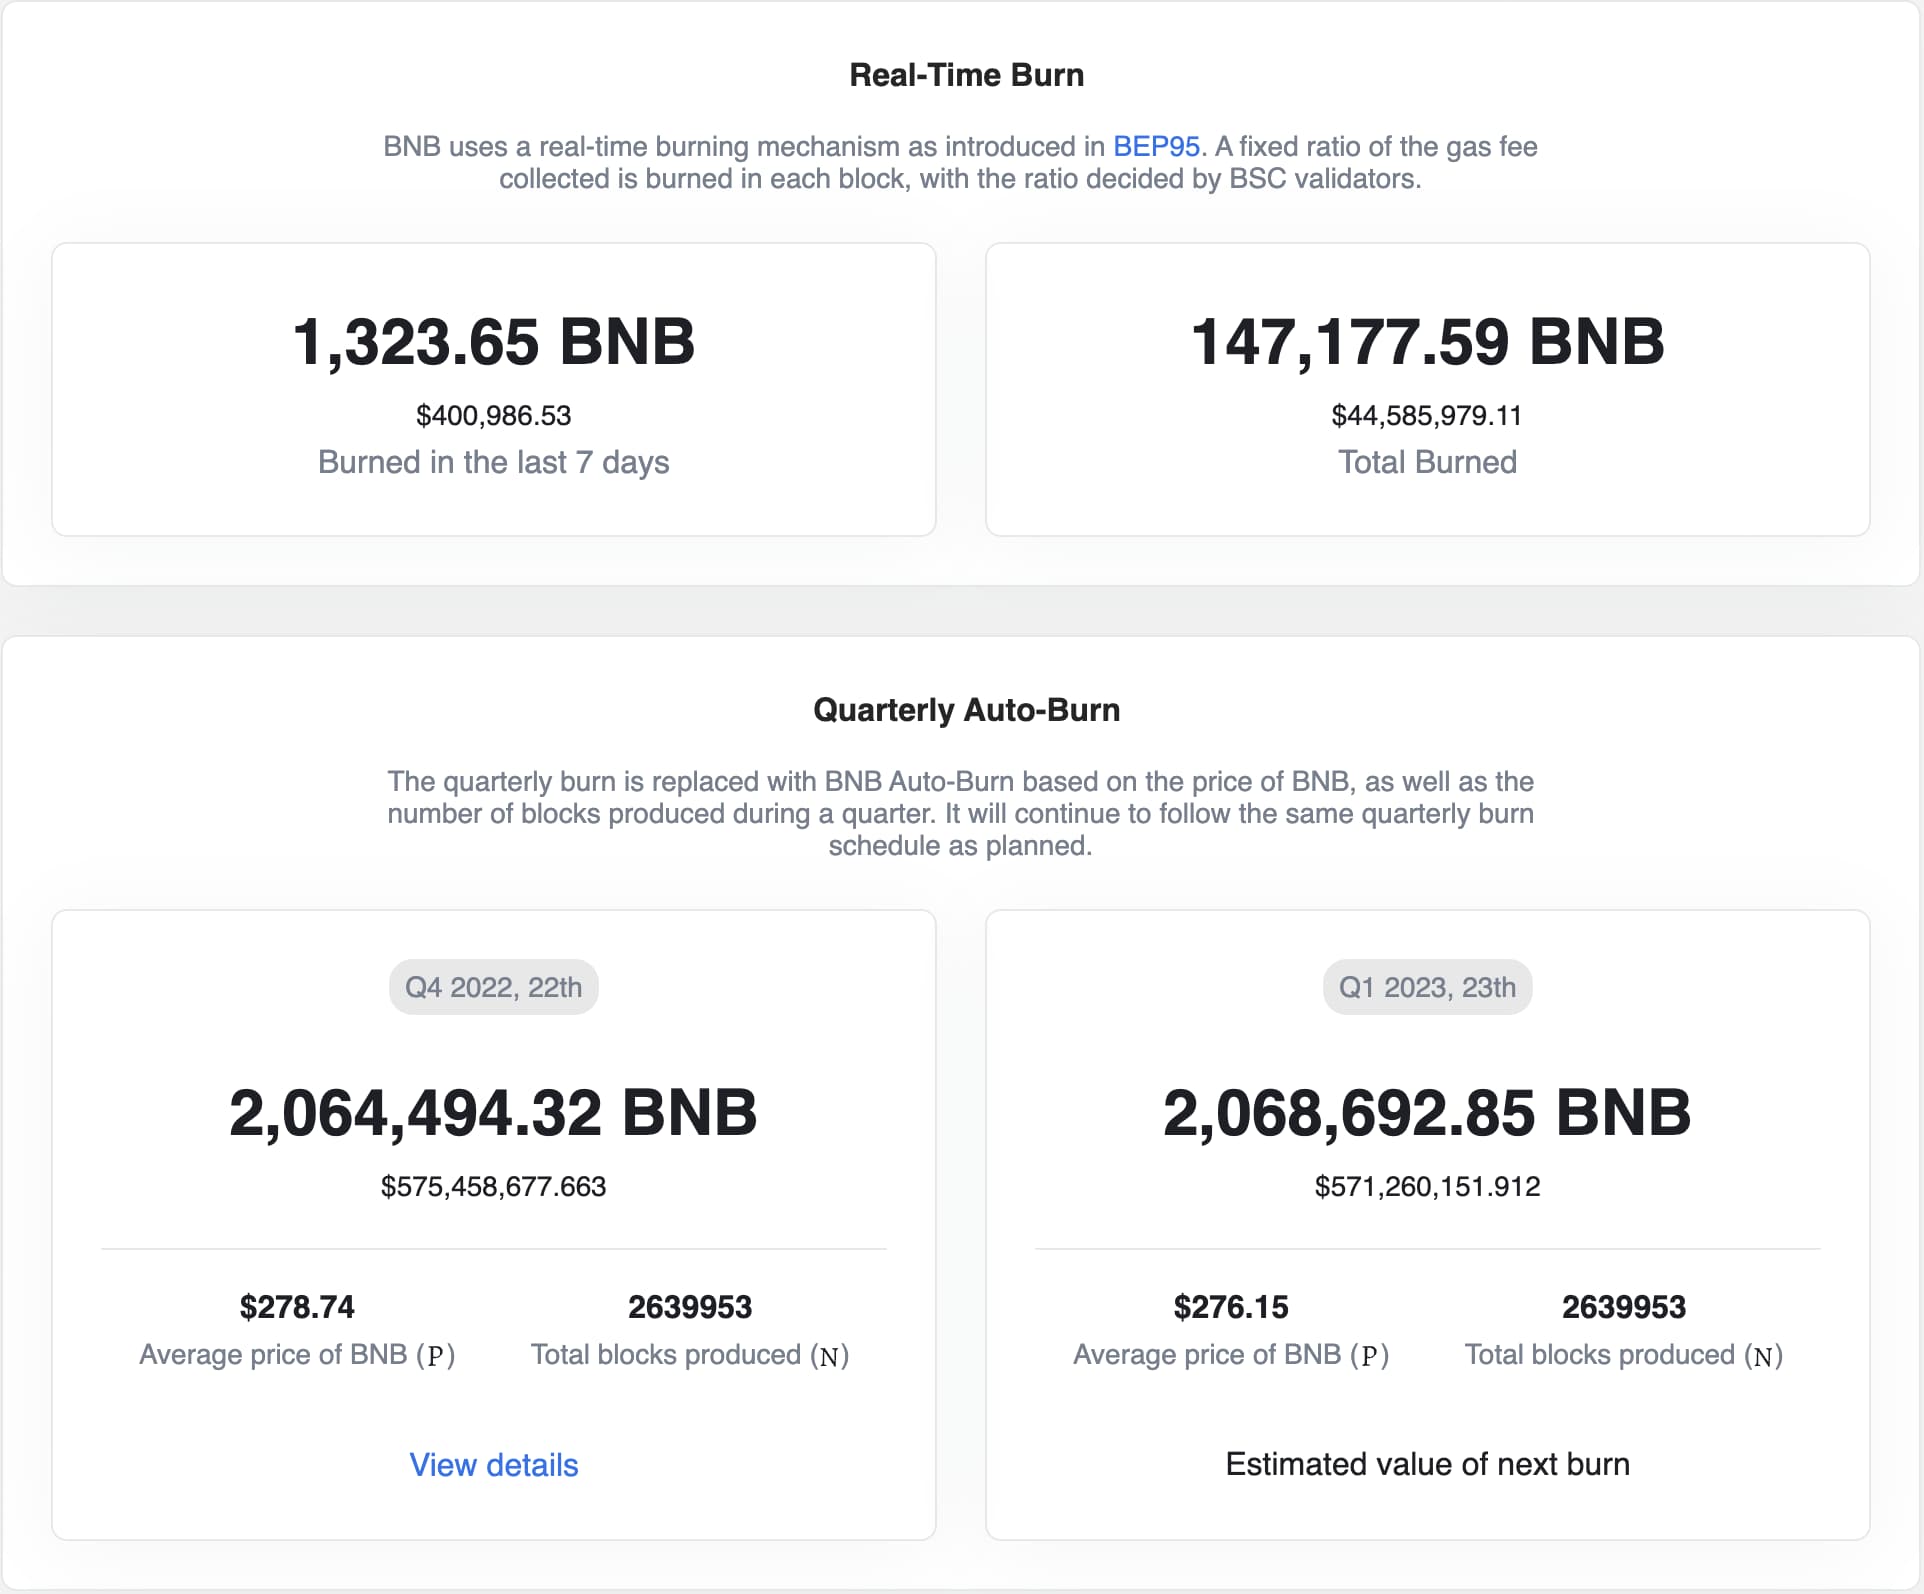 Real-Time Burn
BNB uses a real-time burning mechanism as introduced in BEP95. A fixed ratio of the gas fee
collected is burned in each block, with the ratio decided by BSC validators.
1,323.65 BNB
$400,986.53
Burned in the last 7 days
147,177.59 BNB
$44,585,979.11
Total Burned
Quarterly Auto-Burn
The quarterly burn is replaced with BNB Auto-Burn based on the price of BNB, as well as the
number of blocks produced during a quarter. It will continue to follow the same quarterly burn
schedule as planned.
Q4 2022, 22th
2,064,494.32 BNB
$575,458,677.663
$278.74
Average price of BNB (P)
2639953
Total blocks produced (N)
View details
Q1 2023, 23th
2,068,692.85 BNB
$571,260,151.912
$276.15
Average price of BNB (P)
2639953
Total blocks produced (N)
Estimated value of next burn